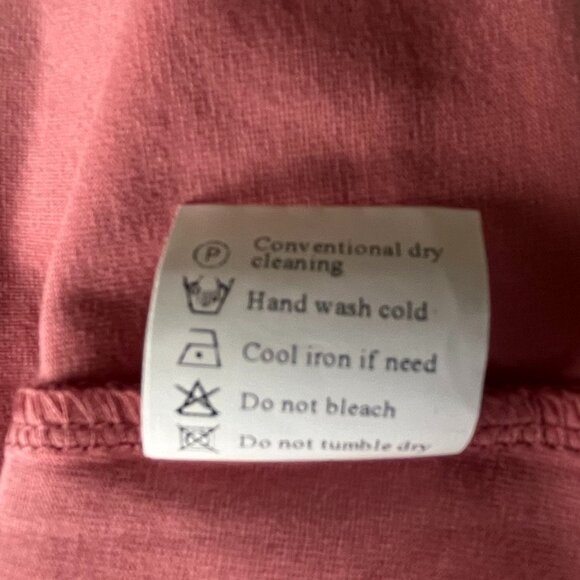 P Conventional dry
cleaning
Hand wash cold
Cool iron if need
Do not bleach
Do not tumble dry